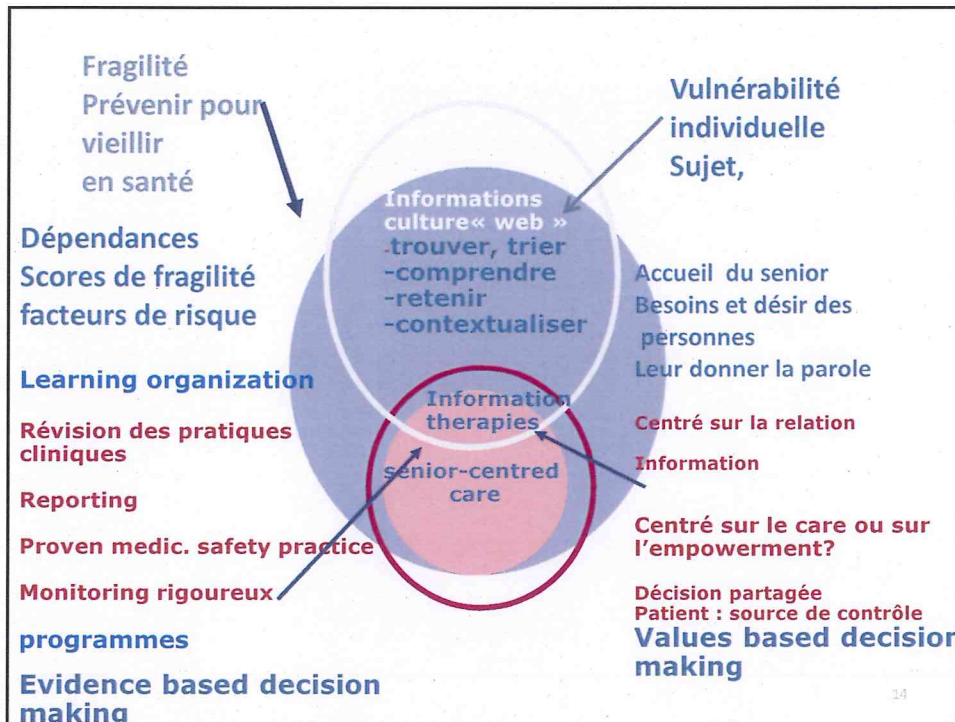 Fragilité
Prévenir pour
vieillir
en santé
Dépendances
Scores de fragilité
facteurs de risque
Learning organization
Révision des pratiques
cliniques
Reporting
Proven medic. safety practice
Monitoring rigoureux
programmes
Evidence based decision
making
Informations
culture« web »
-trouver, trier
-comprendre
-retenir
-contextualiser
Information
therapies
senior-centred
care
Vulnérabilité
individuelle
Sujet,
Accueil du senior
Besoins et désir des
personnes
Leur donner la parole
Centré sur la relation
Information
Centré sur le care ou sur
l'empowerment?
Décision partagée
Patient : source de contrôle
Values based decision
making
14